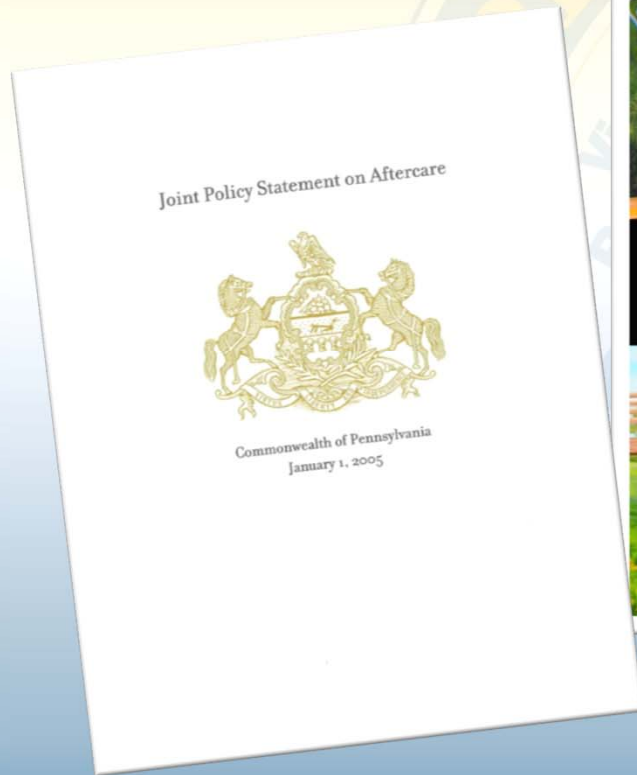 Joint Policy Statement on Aftercare
Commonwealth of Pennsylvania
January 1, 2005